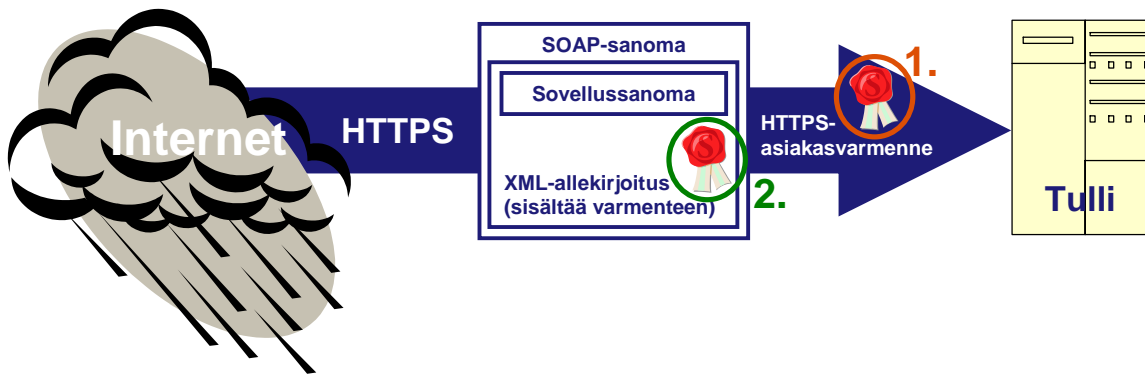 Internet
HTTPS
SOAP-sanoma
Sovellussanoma
S
XML-allekirjoitus
(sisältää varmenteen)
2.
HTTPS-
asiakasvarmenne
S
1.
Tulli